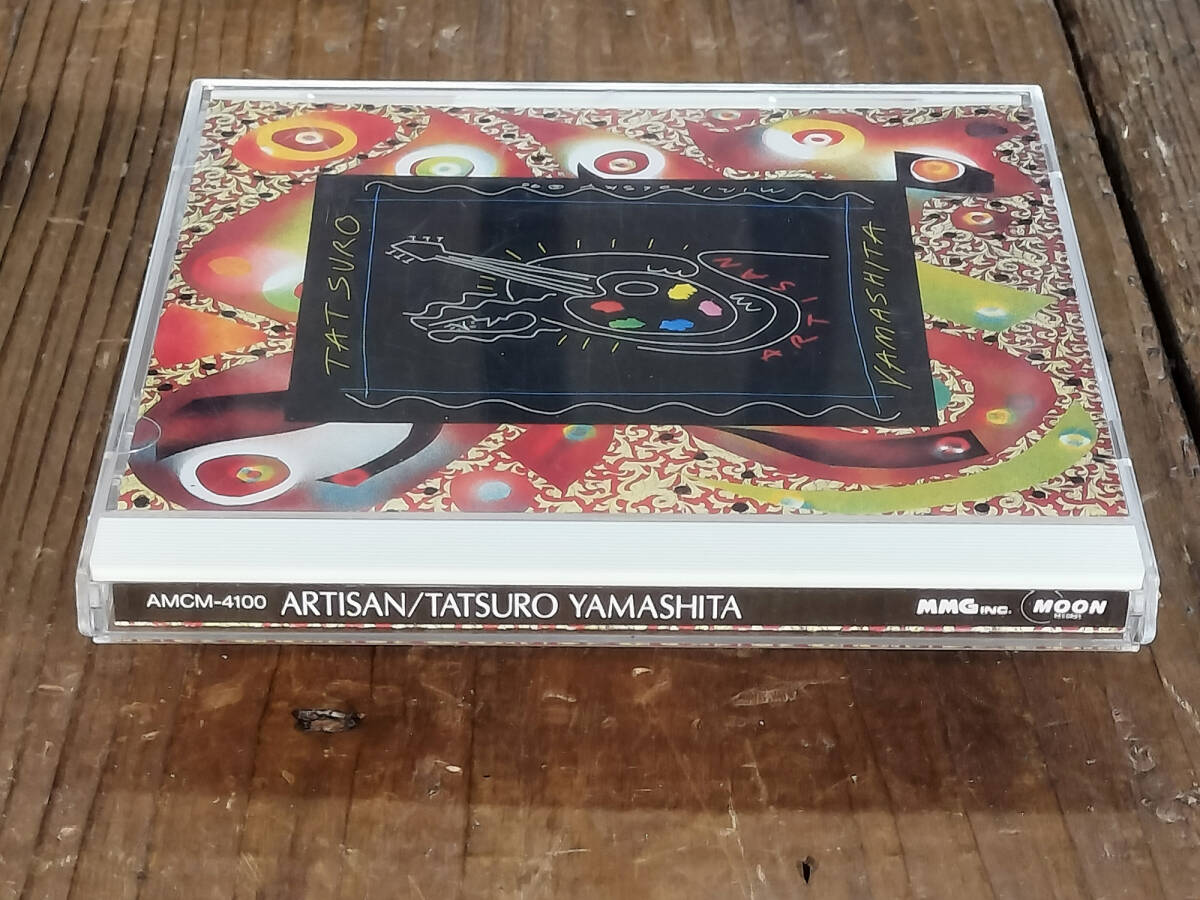 TATSURO
ARTISAN
YAMASHITA
AMCM-4100 ARTISAN/TATSURO YAMASHITA MMG INC. MOON